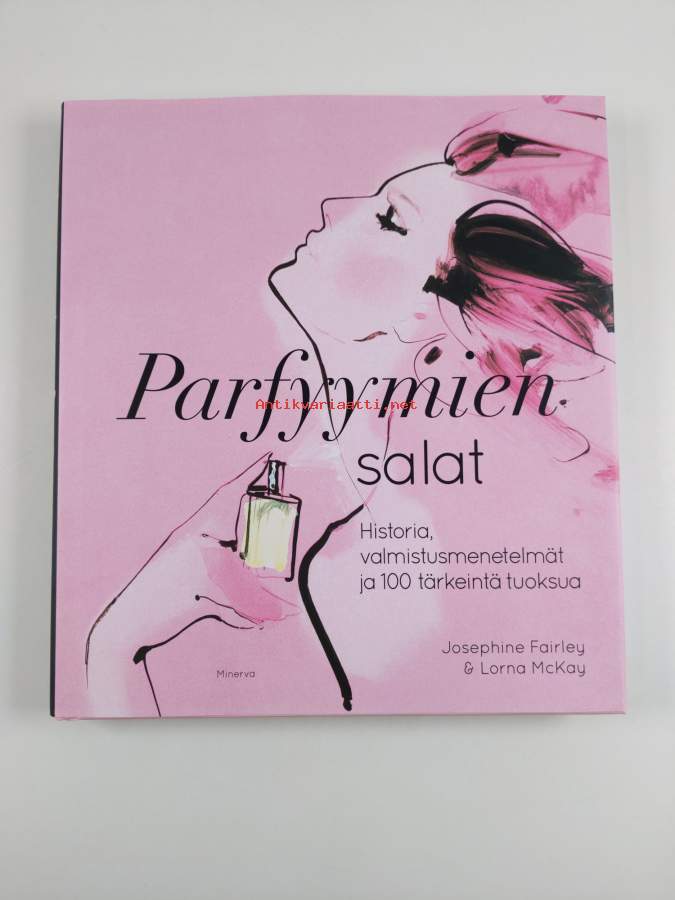 Parfyymien
Antikvariaatti.net
salat
Historia,
valmistusmenetelmät
ja 100 tärkeintä tuoksua
Josephine Fairley
& Lorna McKay
Minerva